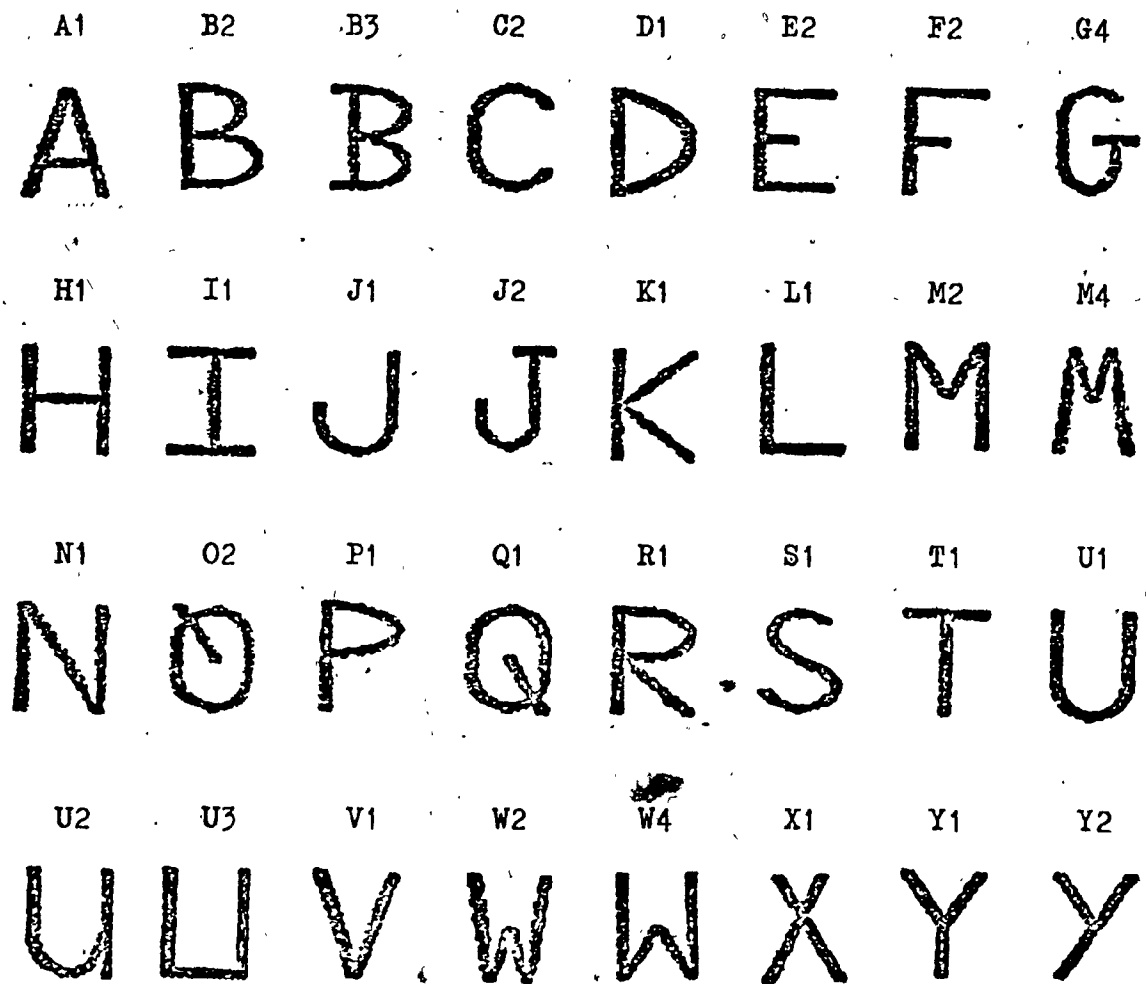 A1 B2 B3 C2 D1 E2 F2 G4
A B B C D E F G
H1 I1 J1 J2 K1 L1 M2 M4
H I J J K L M M
N1 O2 P1 Q1 R1 S1 T1 U1
N O P Q R S T U
U2 U3 V1 W2 W4 X1 Y1 Y2
U U V W W X Y Y